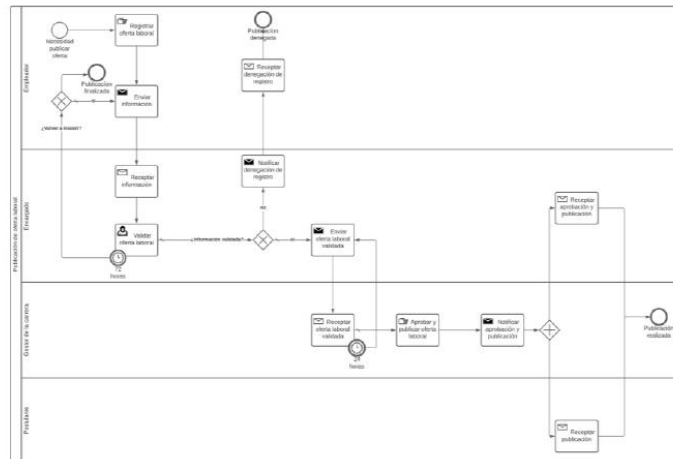 Publicación de oferta laboral
Empleador
Necesidad
publicar
oferta
Registrar
oferta laboral
Publicación
finalizada
Enviar
información
¿Volver a
Publicación
denegada
Receptar
denegación de
registro
Encargado
Receptar
información
Validar
oferta laboral
72
horas
¿Información validada?
no
Notificar
denegación de
registro
Enviar
oferta laboral
validada
Receptar
aprobación y
publicación
Gestor de la carrera
Receptar
oferta laboral
validada
24
horas
Aprobar y
publicar oferta
laboral
Notificar
aprobación y
publicación
Publicación
realizada
Postulante
Receptar
publicación